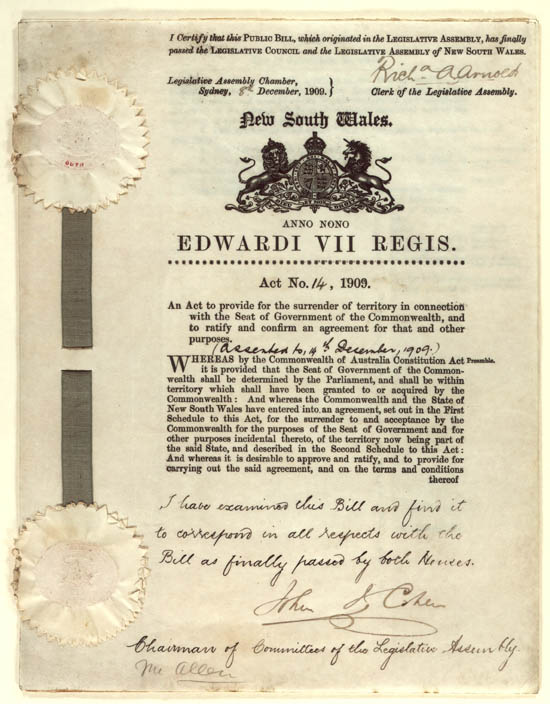 I Certify that this PUBLIC BILL, which originated in the LEGISLATIVE ASSEMBLY, has finally
passed the LEGISLATIVE COUNCIL and the LEGISLATIVE ASSEMBLY of NEW SOUTH WALES.
Richd A Arnold
Legislative Assembly Chamber,
Sydney, 8th December, 1909.
Clerk of the Legislative Assembly.
New South Wales.
ANNO NONO
EDWARDI VII REGIS.
Act No. 14, 1909.
An Act to provide for the surrender of territory in connection
with the Seat of Government of the Commonwealth, and
to ratify and confirm an agreement for that and other
purposes.
(Assented to, 14th December, 1909.)
WHEREAS by the Commonwealth of Australia Constitution Act Preamble.
it is provided that the Seat of Government of the Common-
wealth shall be determined by the Parliament, and shall be within
territory which shall have been granted to or acquired by the
Commonwealth: And whereas the Commonwealth and the State of
New South Wales have entered into an agreement, set out in the First
Schedule to this Act, for the surrender to and acceptance by the
Commonwealth for the purposes of the Seat of Government and for
other purposes incidental thereto, of the territory now being part of
the said State, and described in the Second Schedule to this Act:
And whereas it is desirable to approve and ratify, and to provide for
carrying out the said agreement, and on the terms and conditions
thereof
I have examined this Bill and find it
to correspond in all respects with the
Bill as finally passed by both Houses.
John J Cohen
Chairman of Committees of the Legislative Assembly.